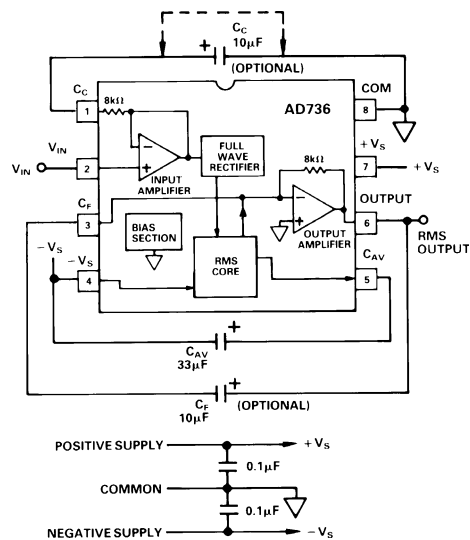 C_C
+ 10µF
(OPTIONAL)
C_C
1
8kΩ
AD736
COM
8
V_IN
V_IN
2
−
+
INPUT
AMPLIFIER
FULL
WAVE
RECTIFIER
+V_S
7
+V_S
8kΩ
C_F
3
BIAS
SECTION
RMS
CORE
−
+
OUTPUT
AMPLIFIER
OUTPUT
6
RMS
OUTPUT
−V_S
−V_S
4
C_AV
5
C_AV
33µF
+
C_F
10µF
+
(OPTIONAL)
POSITIVE SUPPLY
+V_S
0.1µF
COMMON
0.1µF
NEGATIVE SUPPLY
−V_S